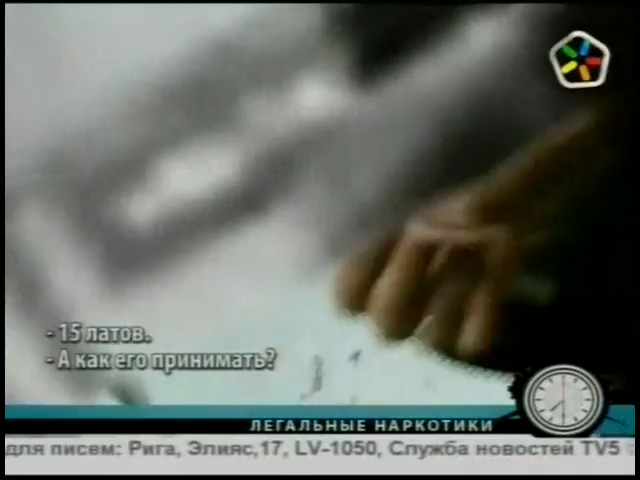 - 15 латов.
- А как его принимать?
ЛЕГАЛЬНЫЕ НАРКОТИКИ
для писем: Рига, Элияс,17, LV-1050, Служба новостей TV5